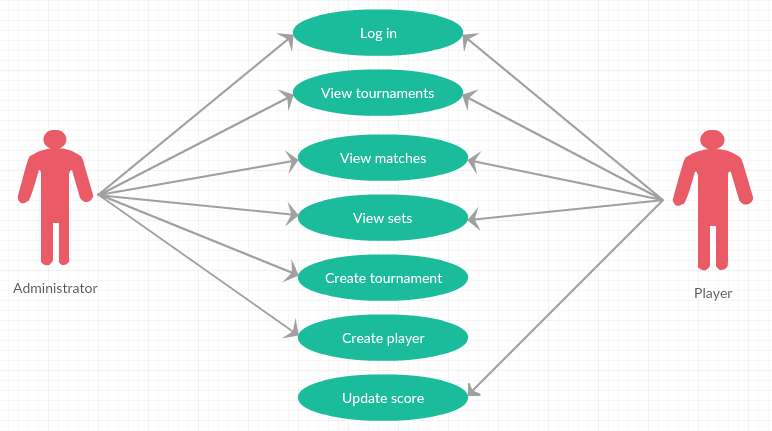 Log in
View tournaments
View matches
View sets
Create tournament
Administrator
Player
Create player
Update score